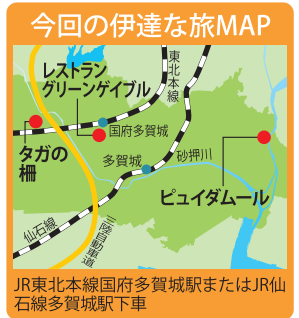 今回の伊達な旅MAP
レストラン
グリーンゲイブル
東北本線
国府多賀城
タガの
柵
多賀城
砂押川
ピュイダムール
仙石線
三陸自動車道
JR東北本線国府多賀城駅またはJR仙
石線多賀城駅下車